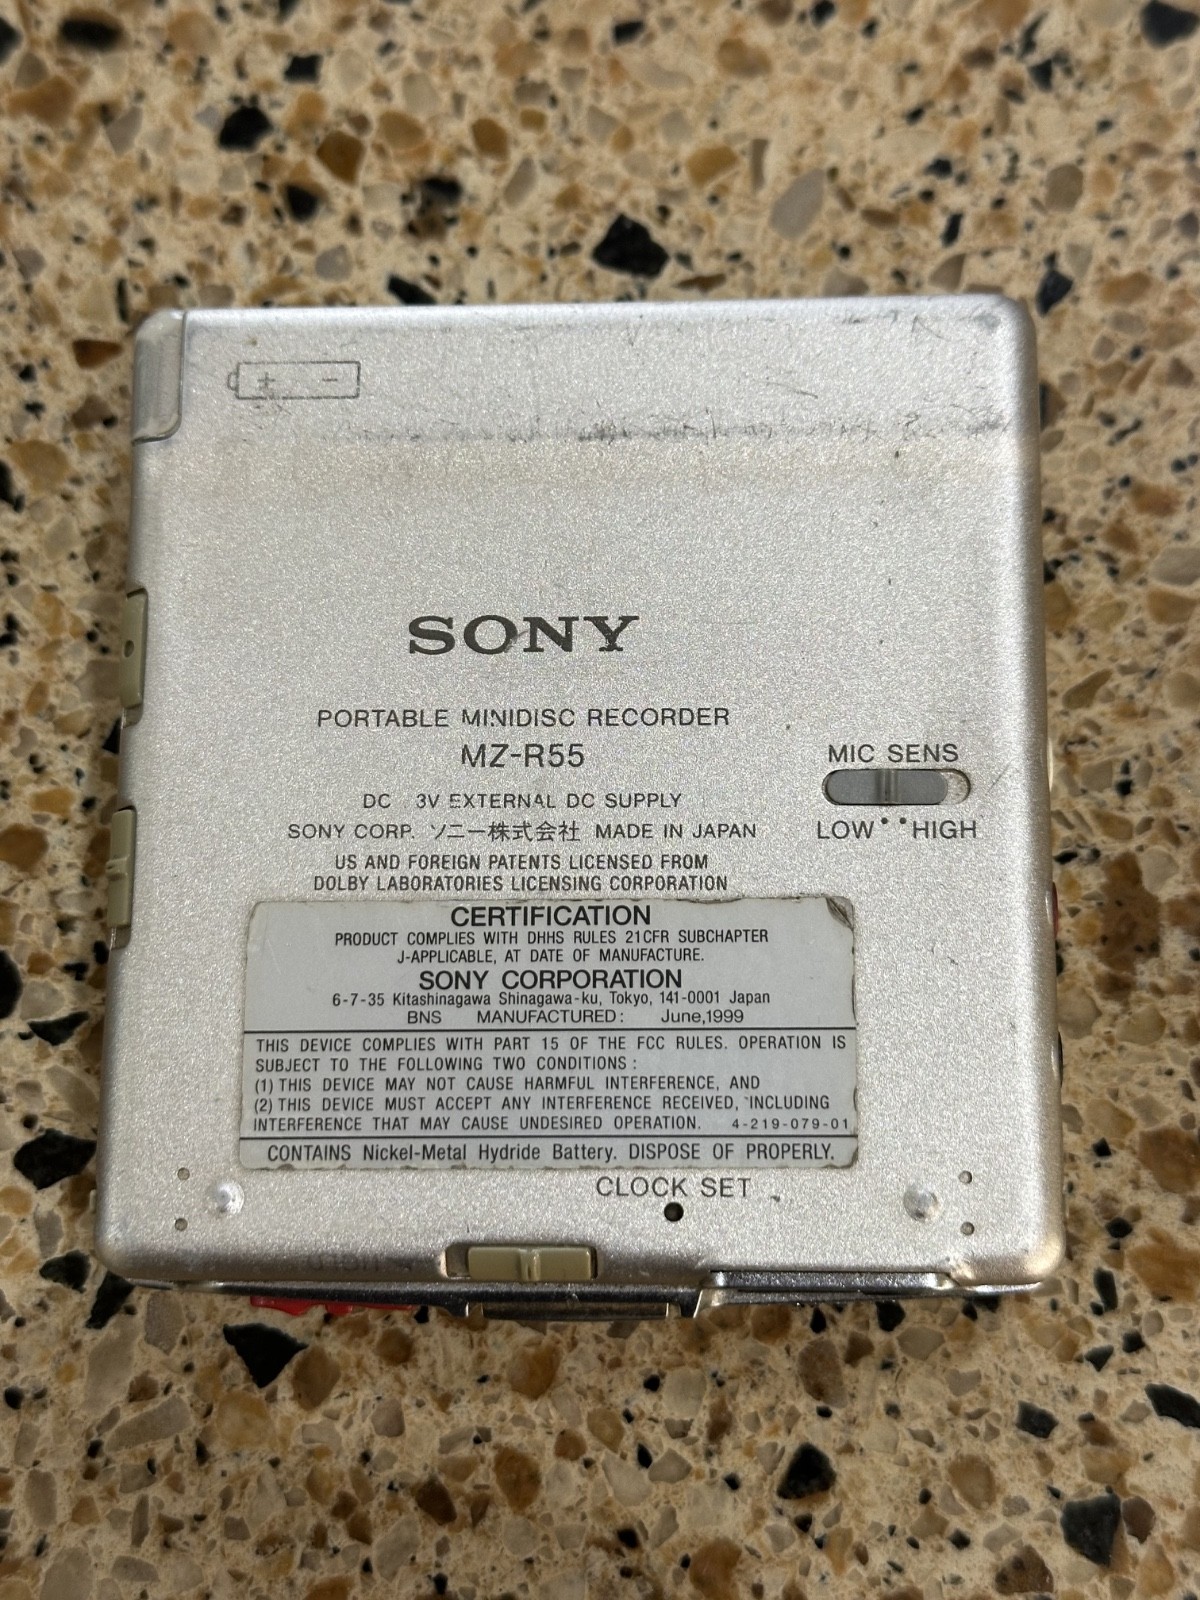 + −
SONY
PORTABLE MINIDISC RECORDER
MZ-R55
MIC SENS
DC 3V EXTERNAL DC SUPPLY
SONY CORP. ソニー株式会社 MADE IN JAPAN
LOW • • HIGH
US AND FOREIGN PATENTS LICENSED FROM
DOLBY LABORATORIES LICENSING CORPORATION
CERTIFICATION
PRODUCT COMPLIES WITH DHHS RULES 21CFR SUBCHAPTER
J-APPLICABLE, AT DATE OF MANUFACTURE.
SONY CORPORATION
6-7-35 Kitashinagawa Shinagawa-ku, Tokyo, 141-0001 Japan
BNS MANUFACTURED: June,1999
THIS DEVICE COMPLIES WITH PART 15 OF THE FCC RULES. OPERATION IS
SUBJECT TO THE FOLLOWING TWO CONDITIONS :
(1) THIS DEVICE MAY NOT CAUSE HARMFUL INTERFERENCE, AND
(2) THIS DEVICE MUST ACCEPT ANY INTERFERENCE RECEIVED, INCLUDING
INTERFERENCE THAT MAY CAUSE UNDESIRED OPERATION. 4-219-079-01
CONTAINS Nickel-Metal Hydride Battery. DISPOSE OF PROPERLY.
CLOCK SET